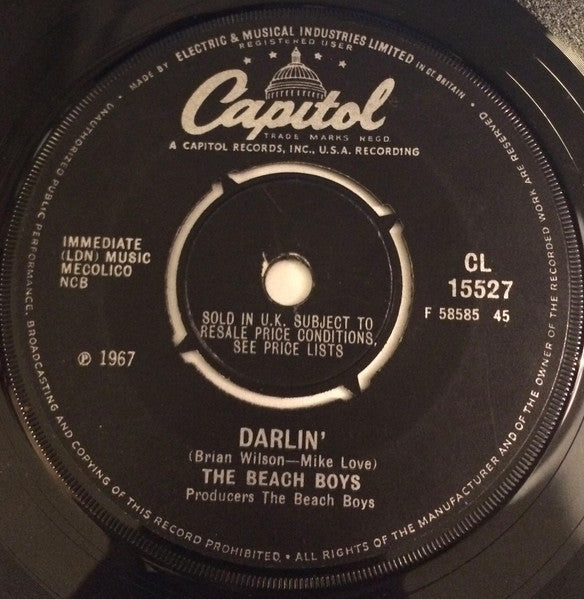 MADE BY ELECTRIC & MUSICAL INDUSTRIES LIMITED IN GT. BRITAIN •
REGISTERED USER
Capitol
TRADE MARKS REGD.
A CAPITOL RECORDS, INC., U.S.A. RECORDING
IMMEDIATE
(LDN) MUSIC
MECOLICO
NCB
CL
15527
F 58585 45
SOLD IN U.K. SUBJECT TO
RESALE PRICE CONDITIONS,
SEE PRICE LISTS
℗ 1967
DARLIN'
(Brian Wilson—Mike Love)
THE BEACH BOYS
Producers The Beach Boys
UNAUTHORIZED PUBLIC PERFORMANCE, BROADCASTING AND COPYING OF THIS RECORD PROHIBITED. • ALL RIGHTS OF THE MANUFACTURER AND OF THE OWNER OF THE RECORDED WORK ARE RESERVED •